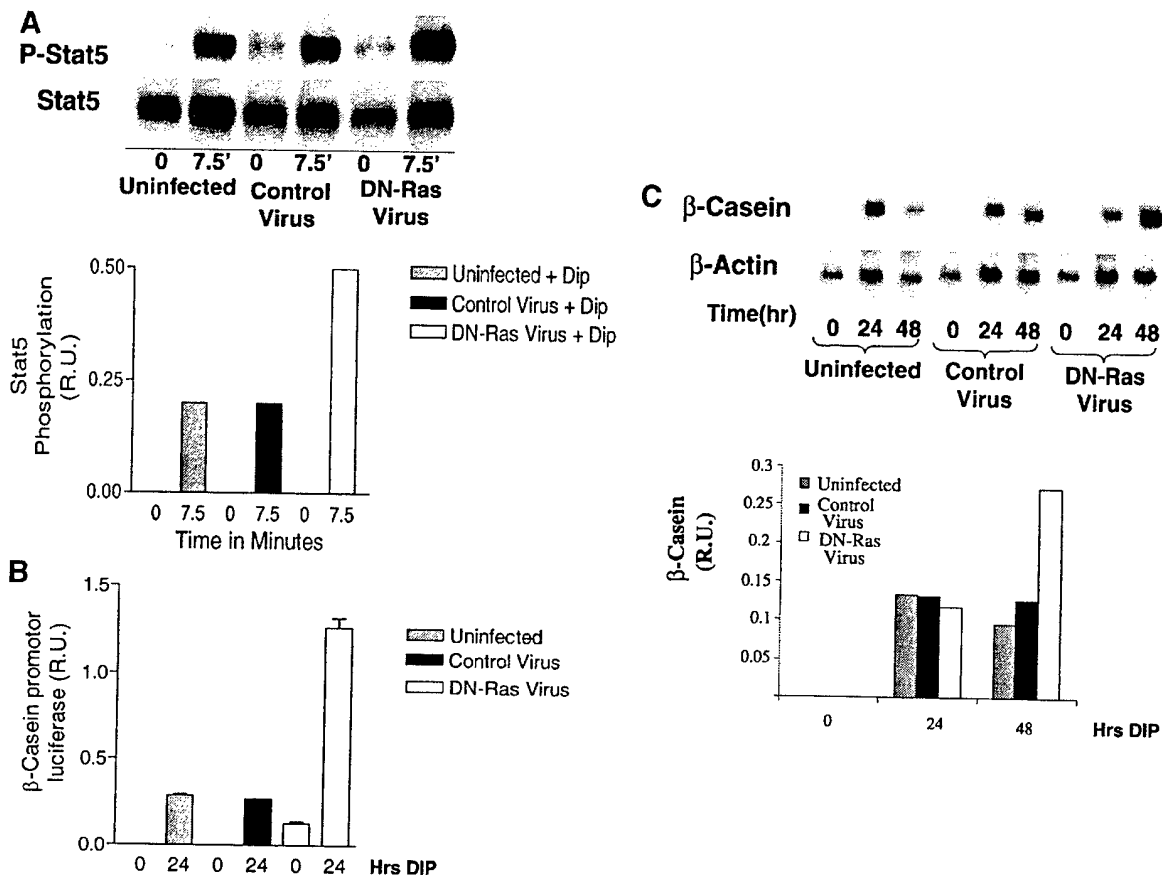 A
P-Stat5
Stat5
0 7.5' 0 7.5' 0 7.5'
Uninfected Control Virus DN-Ras Virus
0.50
0.25
0.00
Stat5 Phosphorylation (R.U.)
Uninfected + Dip
Control Virus + Dip
DN-Ras Virus + Dip
0 7.5 0 7.5 0 7.5
Time in Minutes
B
1.5
1.0
0.5
0.0
β-Casein promotor luciferase (R.U.)
Uninfected
Control Virus
DN-Ras Virus
0 24 0 24 0 24 Hrs DIP
C
β-Casein
β-Actin
Time(hr) 0 24 48 0 24 48 0 24 48
Uninfected Control Virus DN-Ras Virus
0.3
0.25
0.2
0.15
0.1
0.05
β-Casein (R.U.)
Uninfected
Control Virus
DN-Ras Virus
0 24 48 Hrs DIP